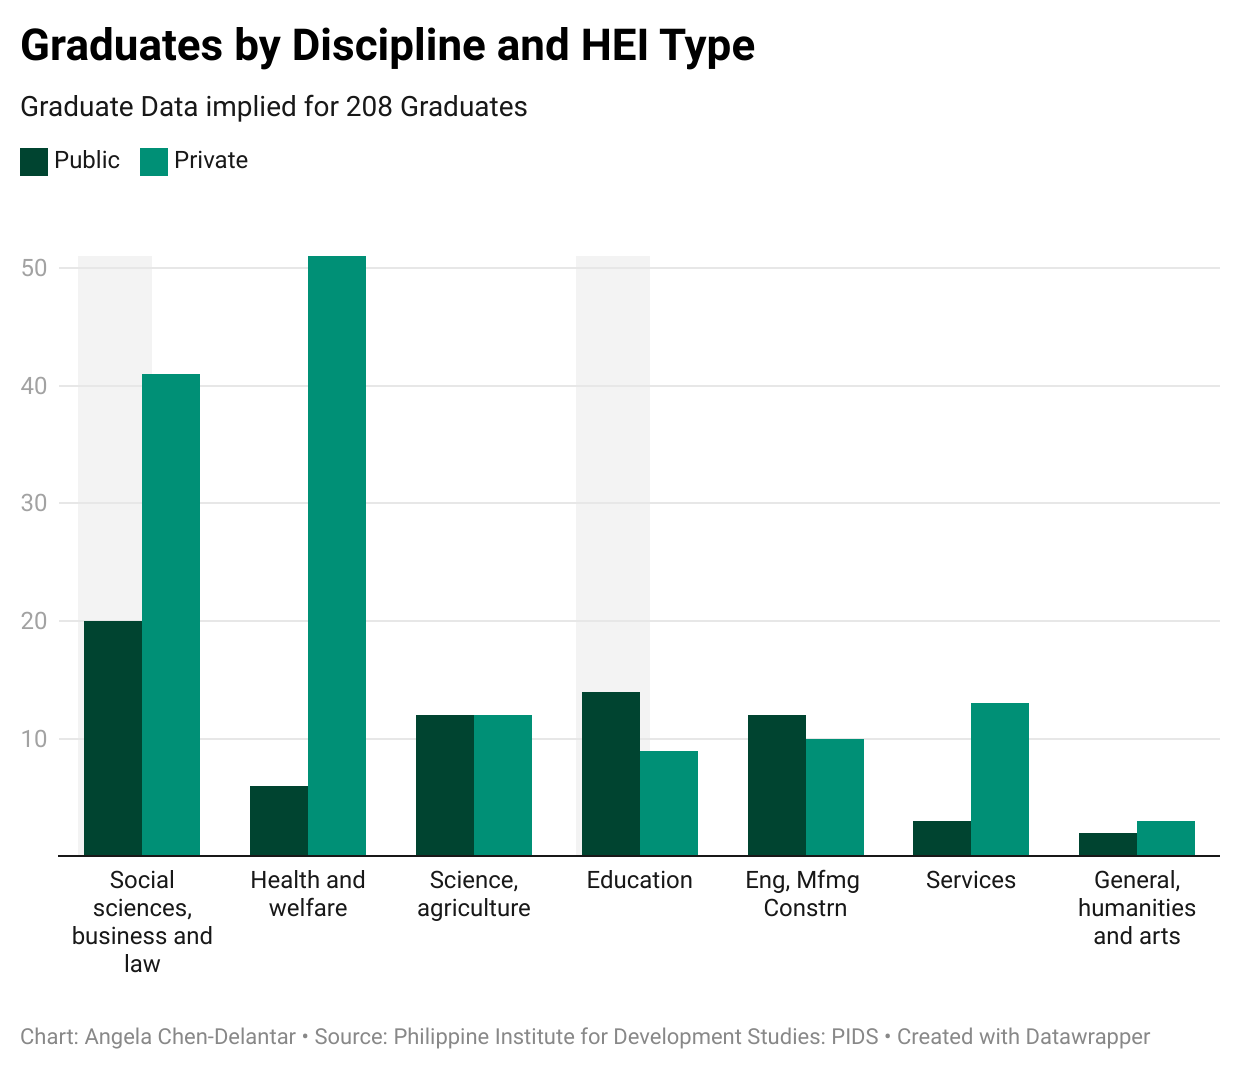 Graduates by Discipline and HEI Type
Graduate Data implied for 208 Graduates
Public Private
50
40
30
20
10
Social
sciences,
business and
law
Health and
welfare
Science,
agriculture
Education
Eng, Mfmg
Constrn
Services
General,
humanities
and arts
Chart: Angela Chen-Delantar • Source: Philippine Institute for Development Studies: PIDS • Created with Datawrapper